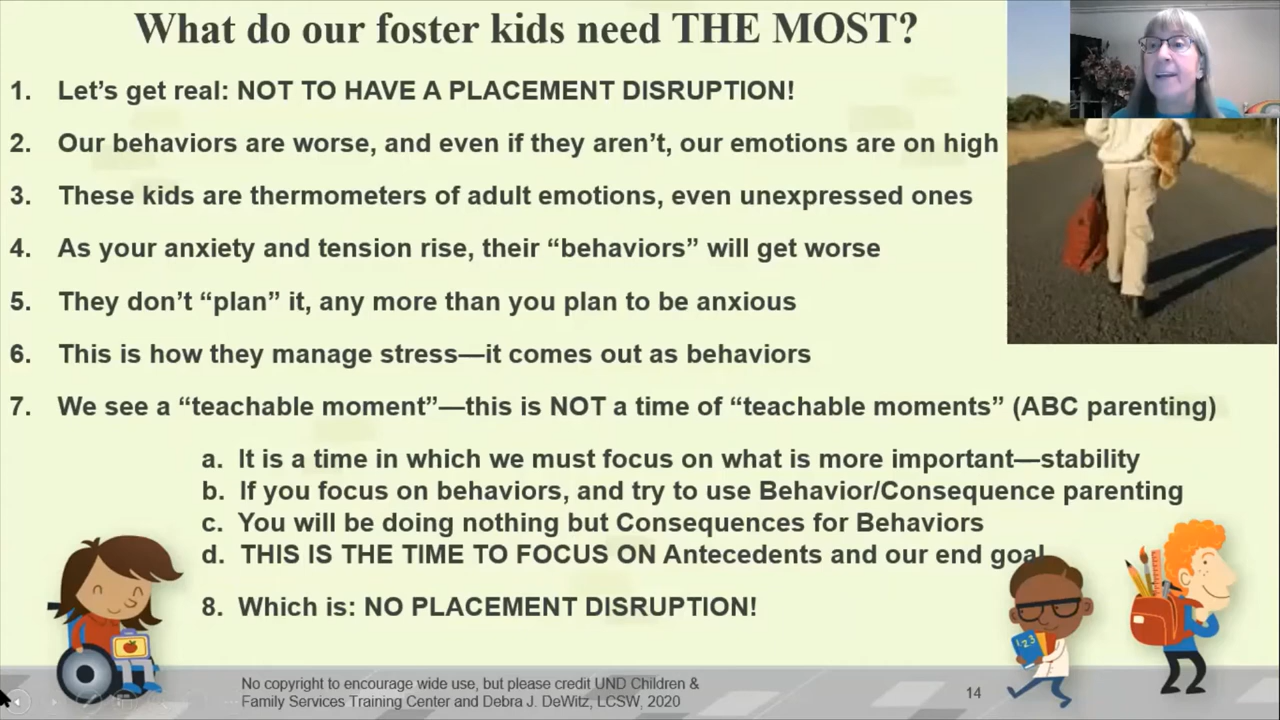 What do our foster kids need THE MOST?
1. Let’s get real: NOT TO HAVE A PLACEMENT DISRUPTION!
2. Our behaviors are worse, and even if they aren’t, our emotions are on high
3. These kids are thermometers of adult emotions, even unexpressed ones
4. As your anxiety and tension rise, their “behaviors” will get worse
5. They don’t “plan” it, any more than you plan to be anxious
6. This is how they manage stress—it comes out as behaviors
7. We see a “teachable moment”—this is NOT a time of “teachable moments” (ABC parenting)
a. It is a time in which we must focus on what is more important—stability
b. If you focus on behaviors, and try to use Behavior/Consequence parenting
c. You will be doing nothing but Consequences for Behaviors
d. THIS IS THE TIME TO FOCUS ON Antecedents and our end goal
8. Which is: NO PLACEMENT DISRUPTION!
1 2 3
No copyright to encourage wide use, but please credit UND Children &
Family Services Training Center and Debra J. DeWitz, LCSW, 2020
14